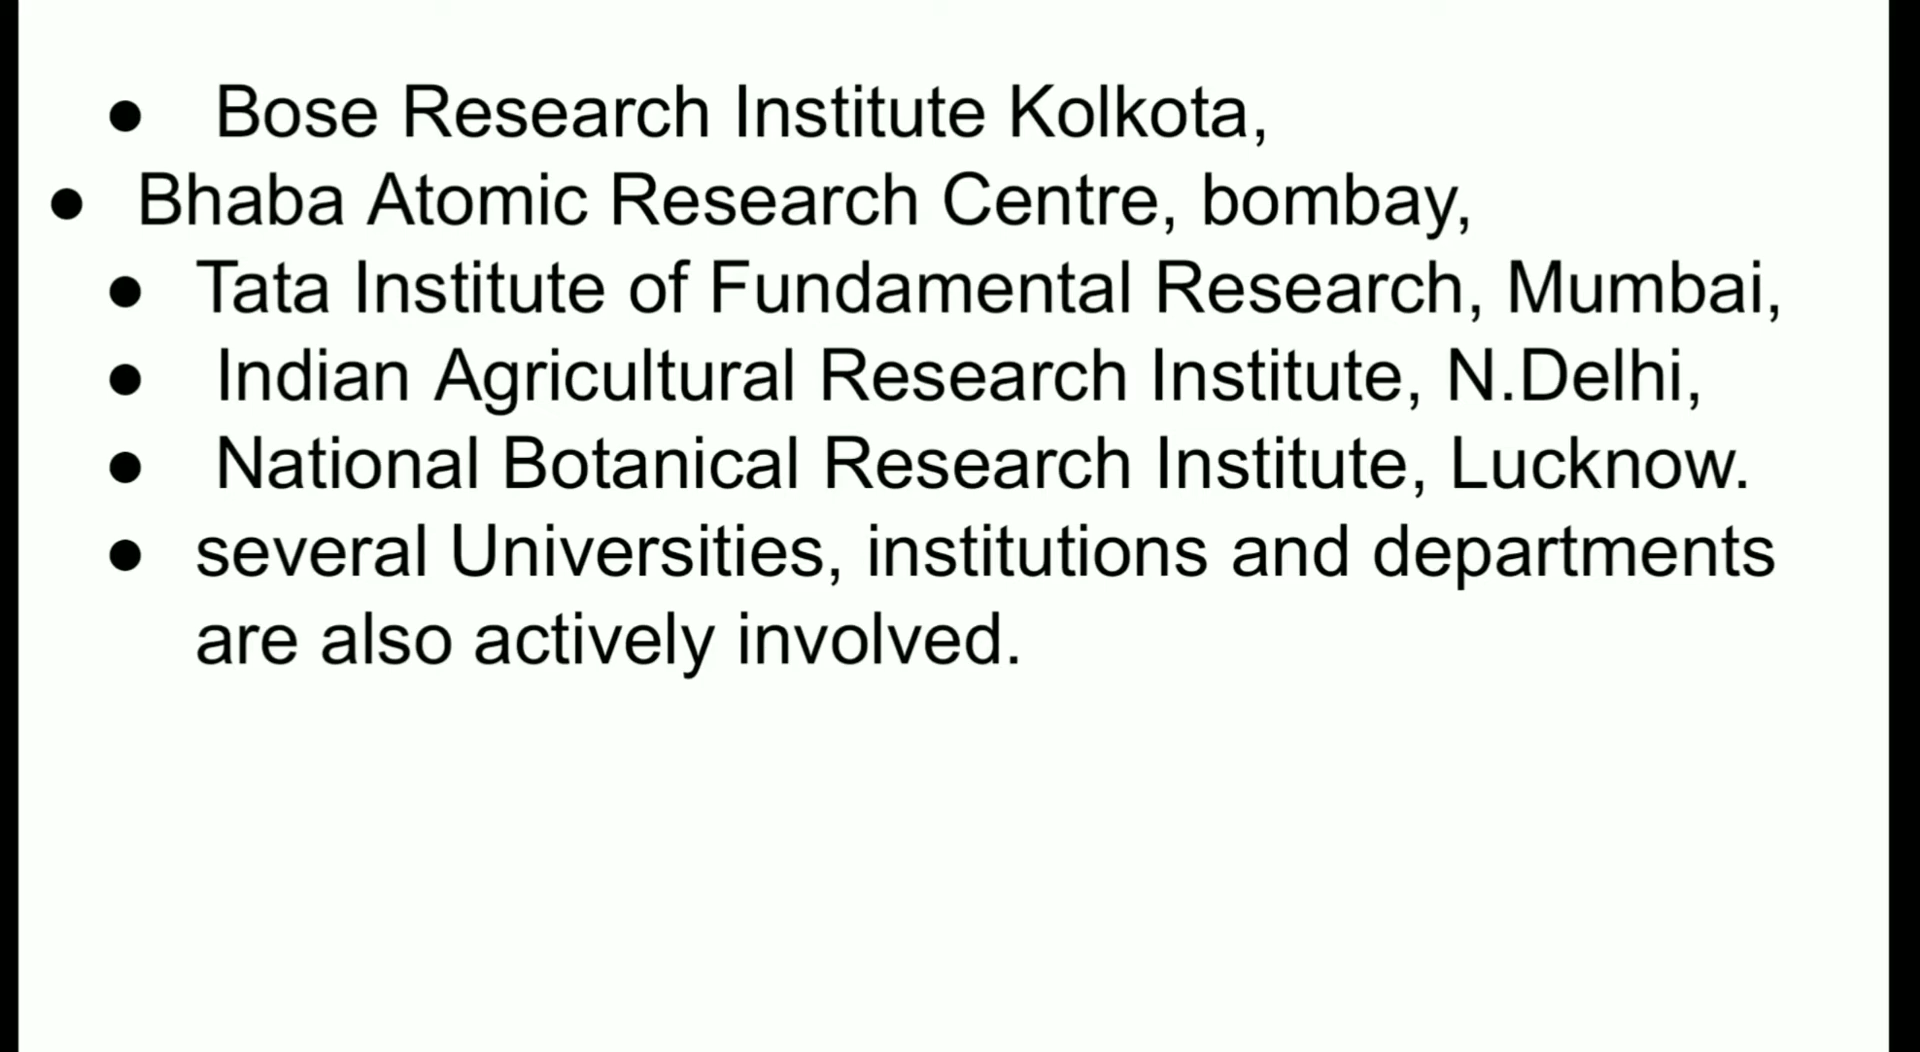 ● Bose Research Institute Kolkota,
● Bhaba Atomic Research Centre, bombay,
● Tata Institute of Fundamental Research, Mumbai,
● Indian Agricultural Research Institute, N.Delhi,
● National Botanical Research Institute, Lucknow.
● several Universities, institutions and departments
are also actively involved.